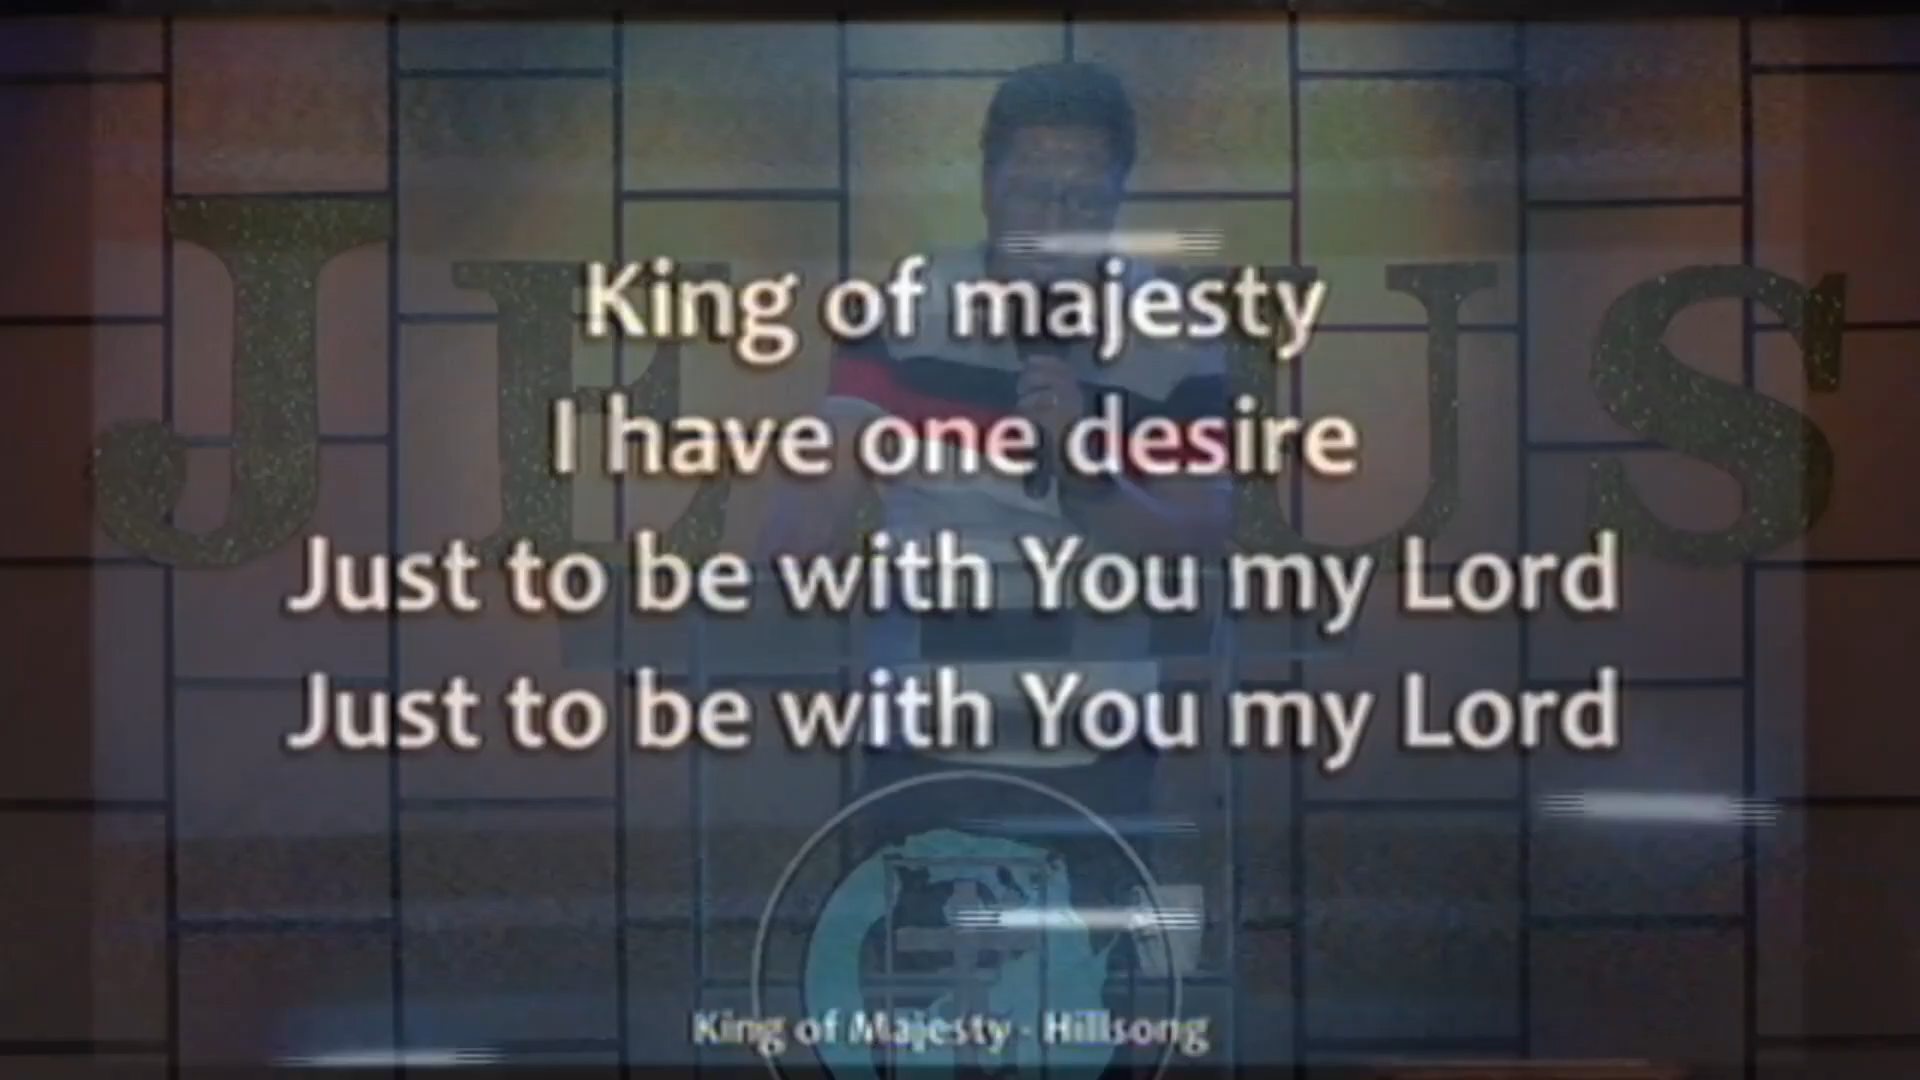 JESUS
King of majesty
I have one desire
Just to be with You my Lord
Just to be with You my Lord
King of Majesty - Hillsong